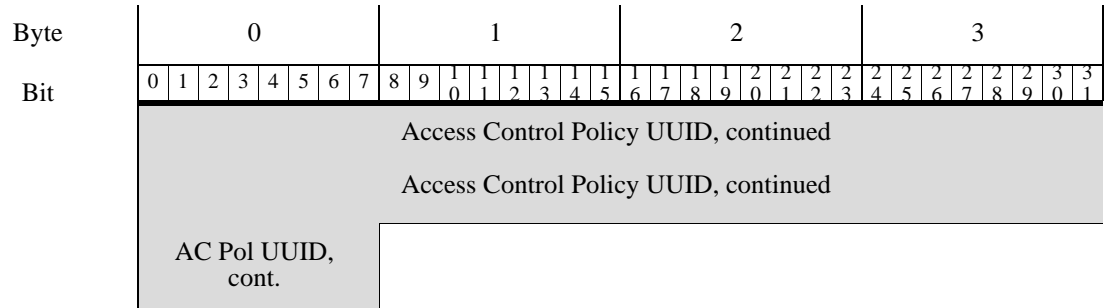 Byte 0 1 2 3
Bit 0 1 2 3 4 5 6 7 8 9 10 11 12 13 14 15 16 17 18 19 20 21 22 23 24 25 26 27 28 29 30 31
Access Control Policy UUID, continued
Access Control Policy UUID, continued
AC Pol UUID,
cont.